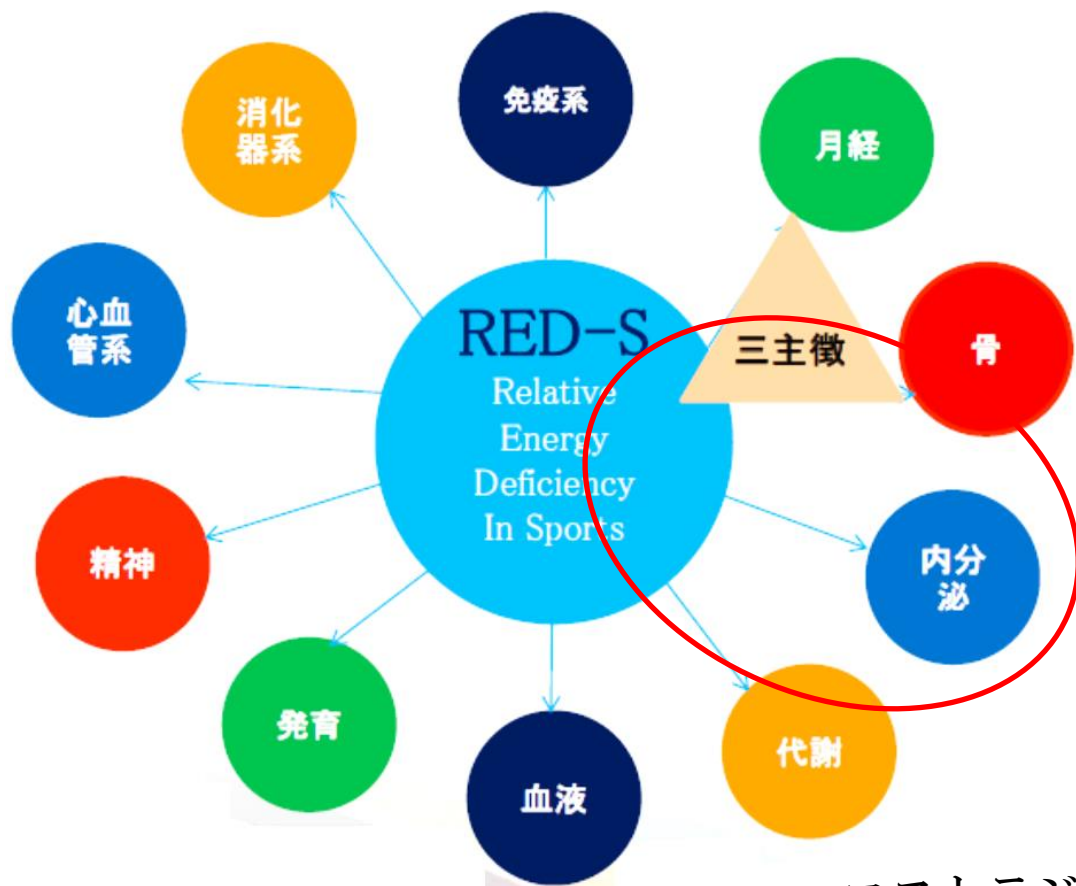 免疫系
消化
器系
月経
心血
管系
RED-S
Relative
Energy
Deficiency
In Sports
三主徴
骨
精神
内分
泌
発育
代謝
血液